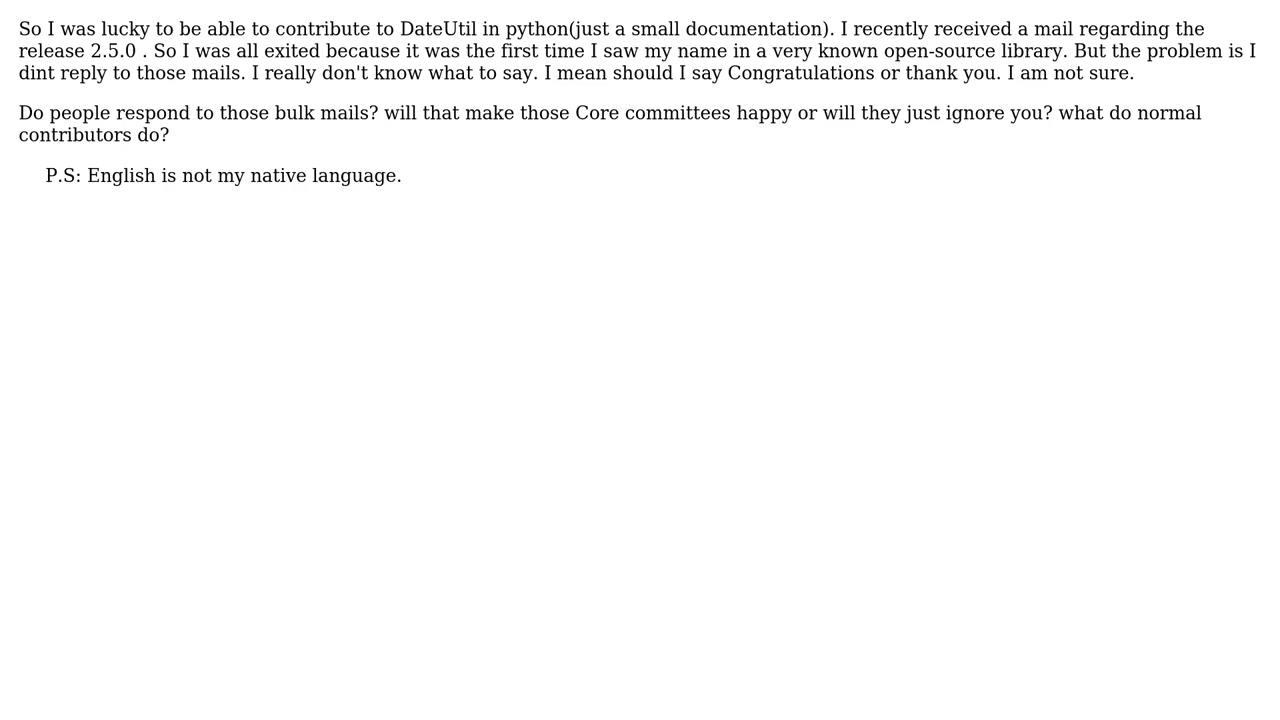 So I was lucky to be able to contribute to DateUtil in python(just a small documentation). I recently received a mail regarding the
release 2.5.0 . So I was all exited because it was the first time I saw my name in a very known open-source library. But the problem is I
dint reply to those mails. I really don't know what to say. I mean should I say Congratulations or thank you. I am not sure.
Do people respond to those bulk mails? will that make those Core committees happy or will they just ignore you? what do normal
contributors do?
P.S: English is not my native language.